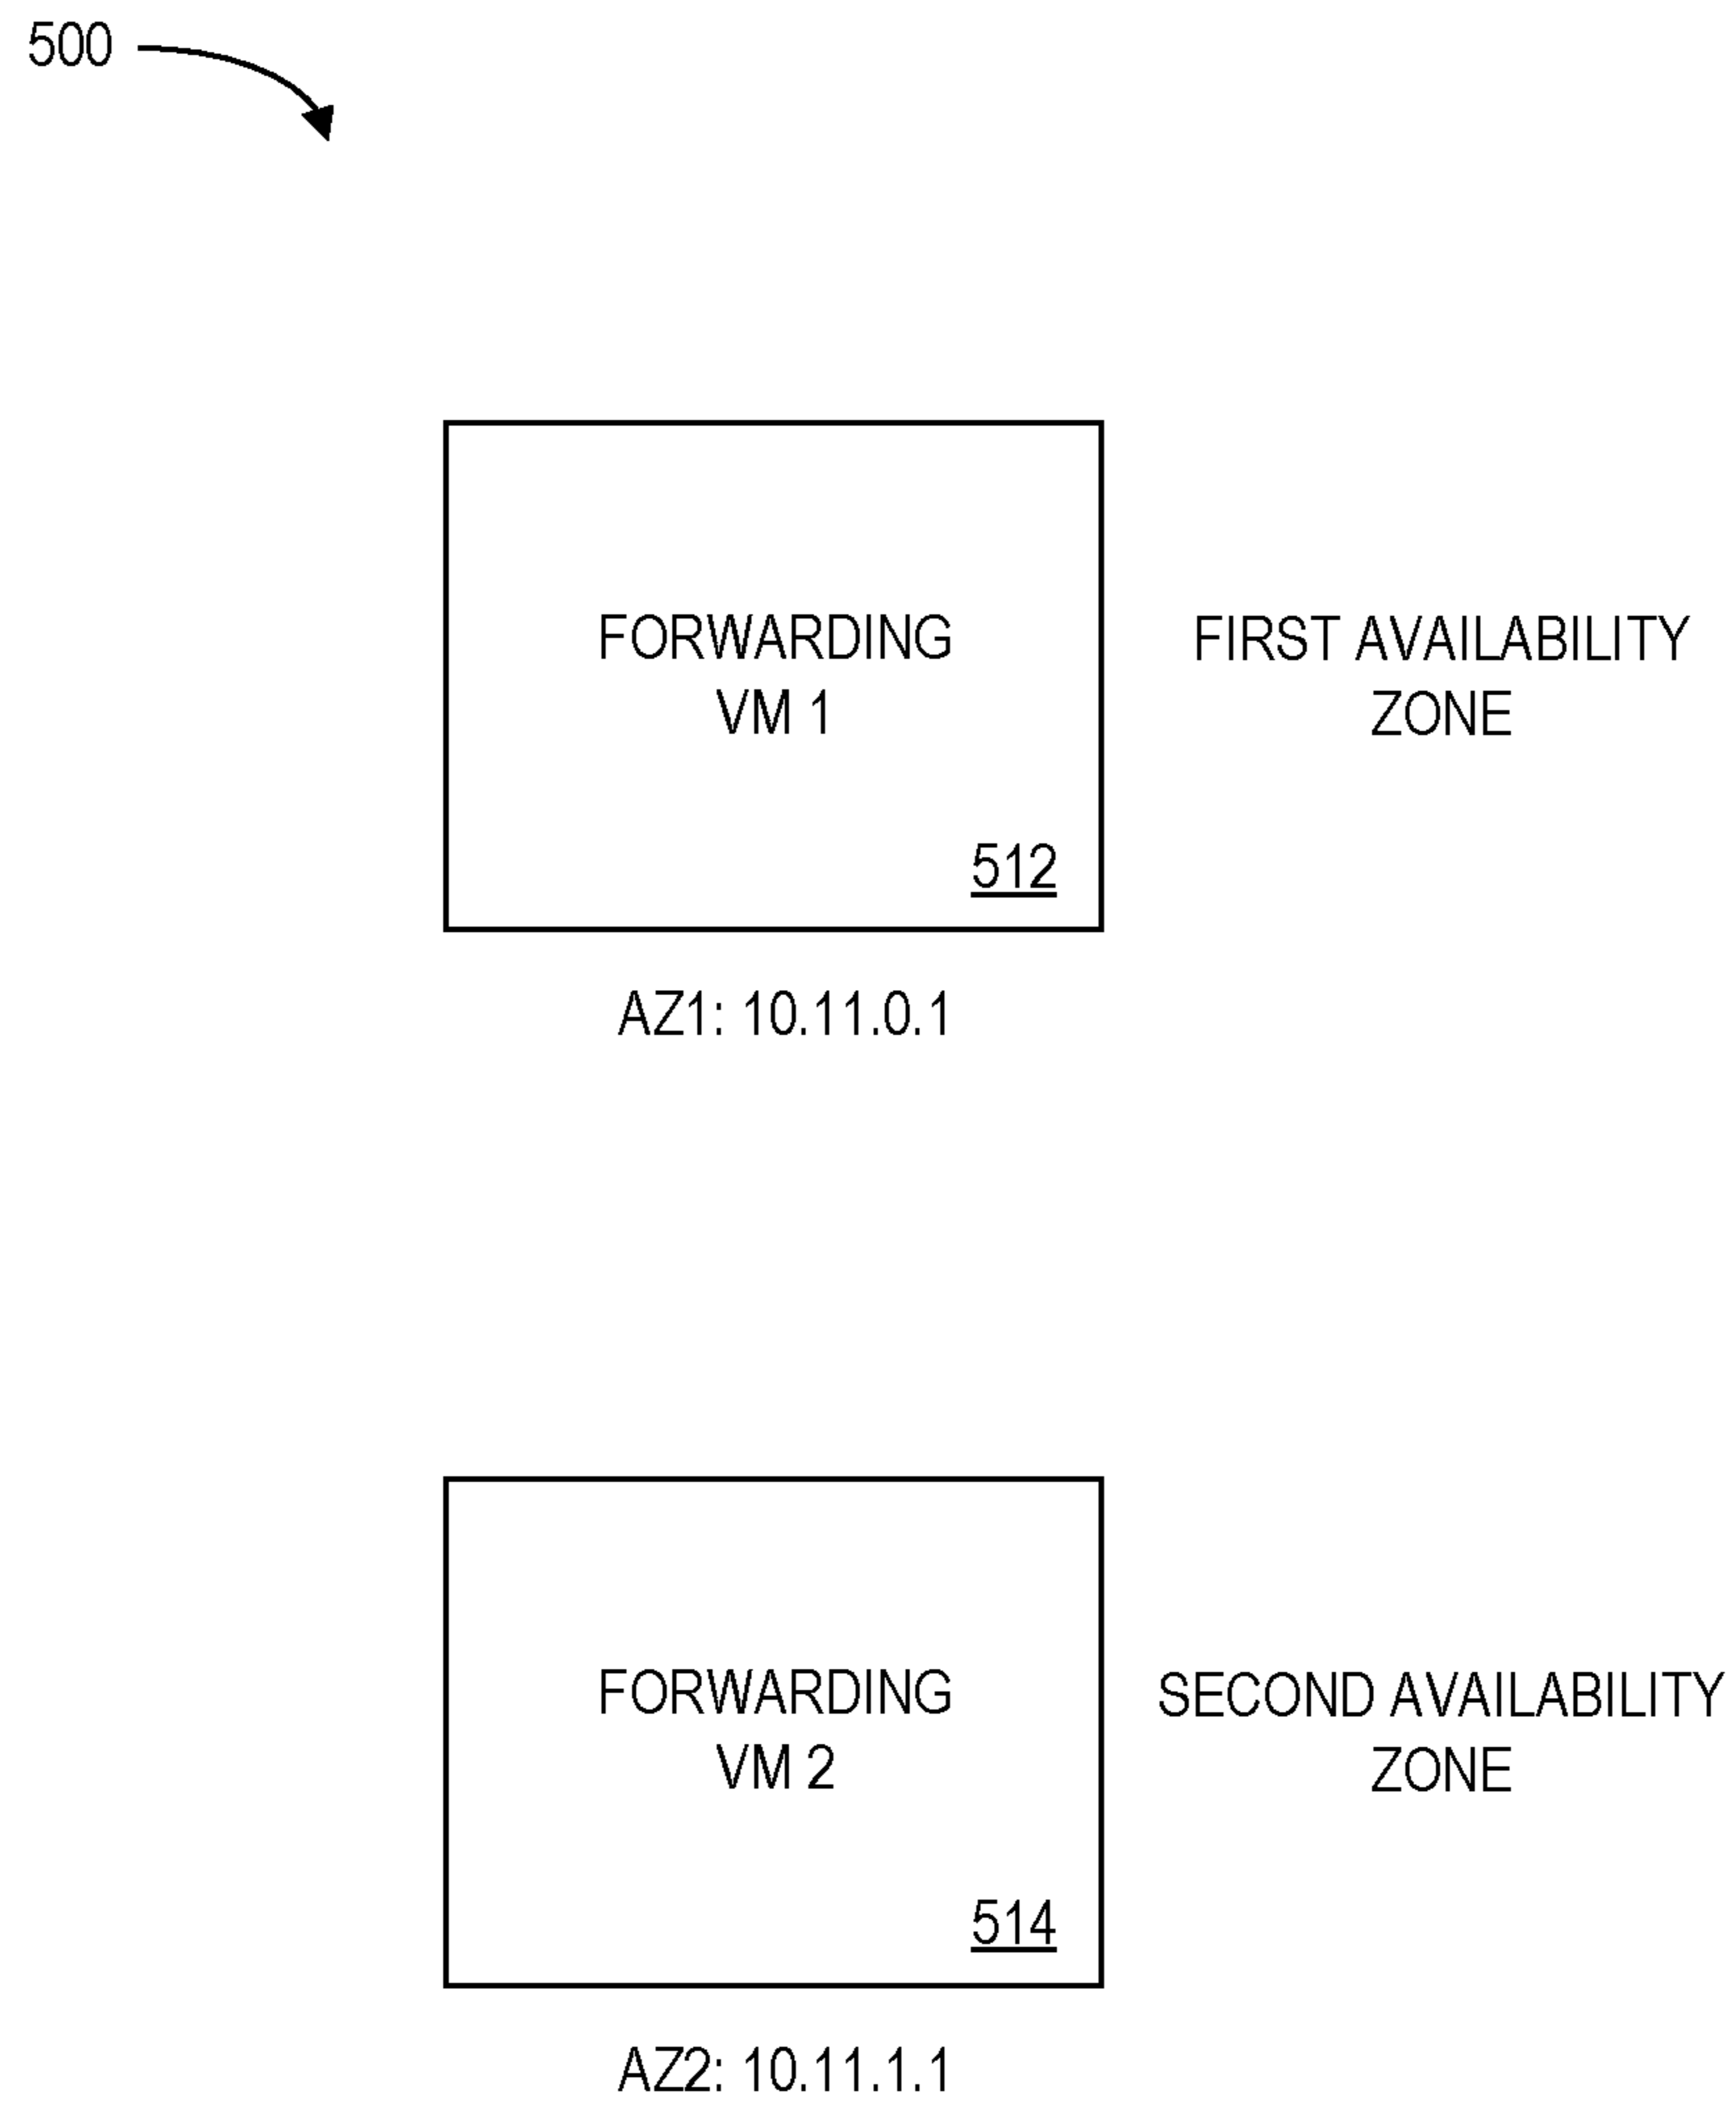 500
FORWARDING
VM 1
FIRST AVAILABILITY
ZONE
512
AZ1: 10.11.0.1
FORWARDING
VM 2
SECOND AVAILABILITY
ZONE
514
AZ2: 10.11.1.1